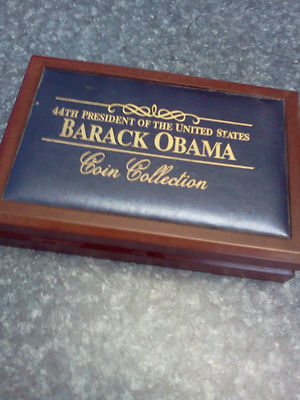 44TH PRESIDENT OF THE UNITED STATES
BARACK OBAMA
Coin Collection